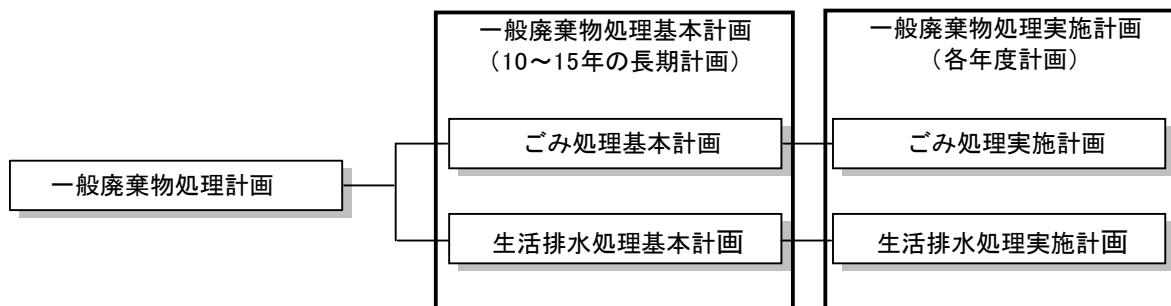 一般廃棄物処理基本計画
（10～15年の長期計画）
一般廃棄物処理実施計画
（各年度計画）
ごみ処理基本計画
ごみ処理実施計画
一般廃棄物処理計画
生活排水処理基本計画
生活排水処理実施計画